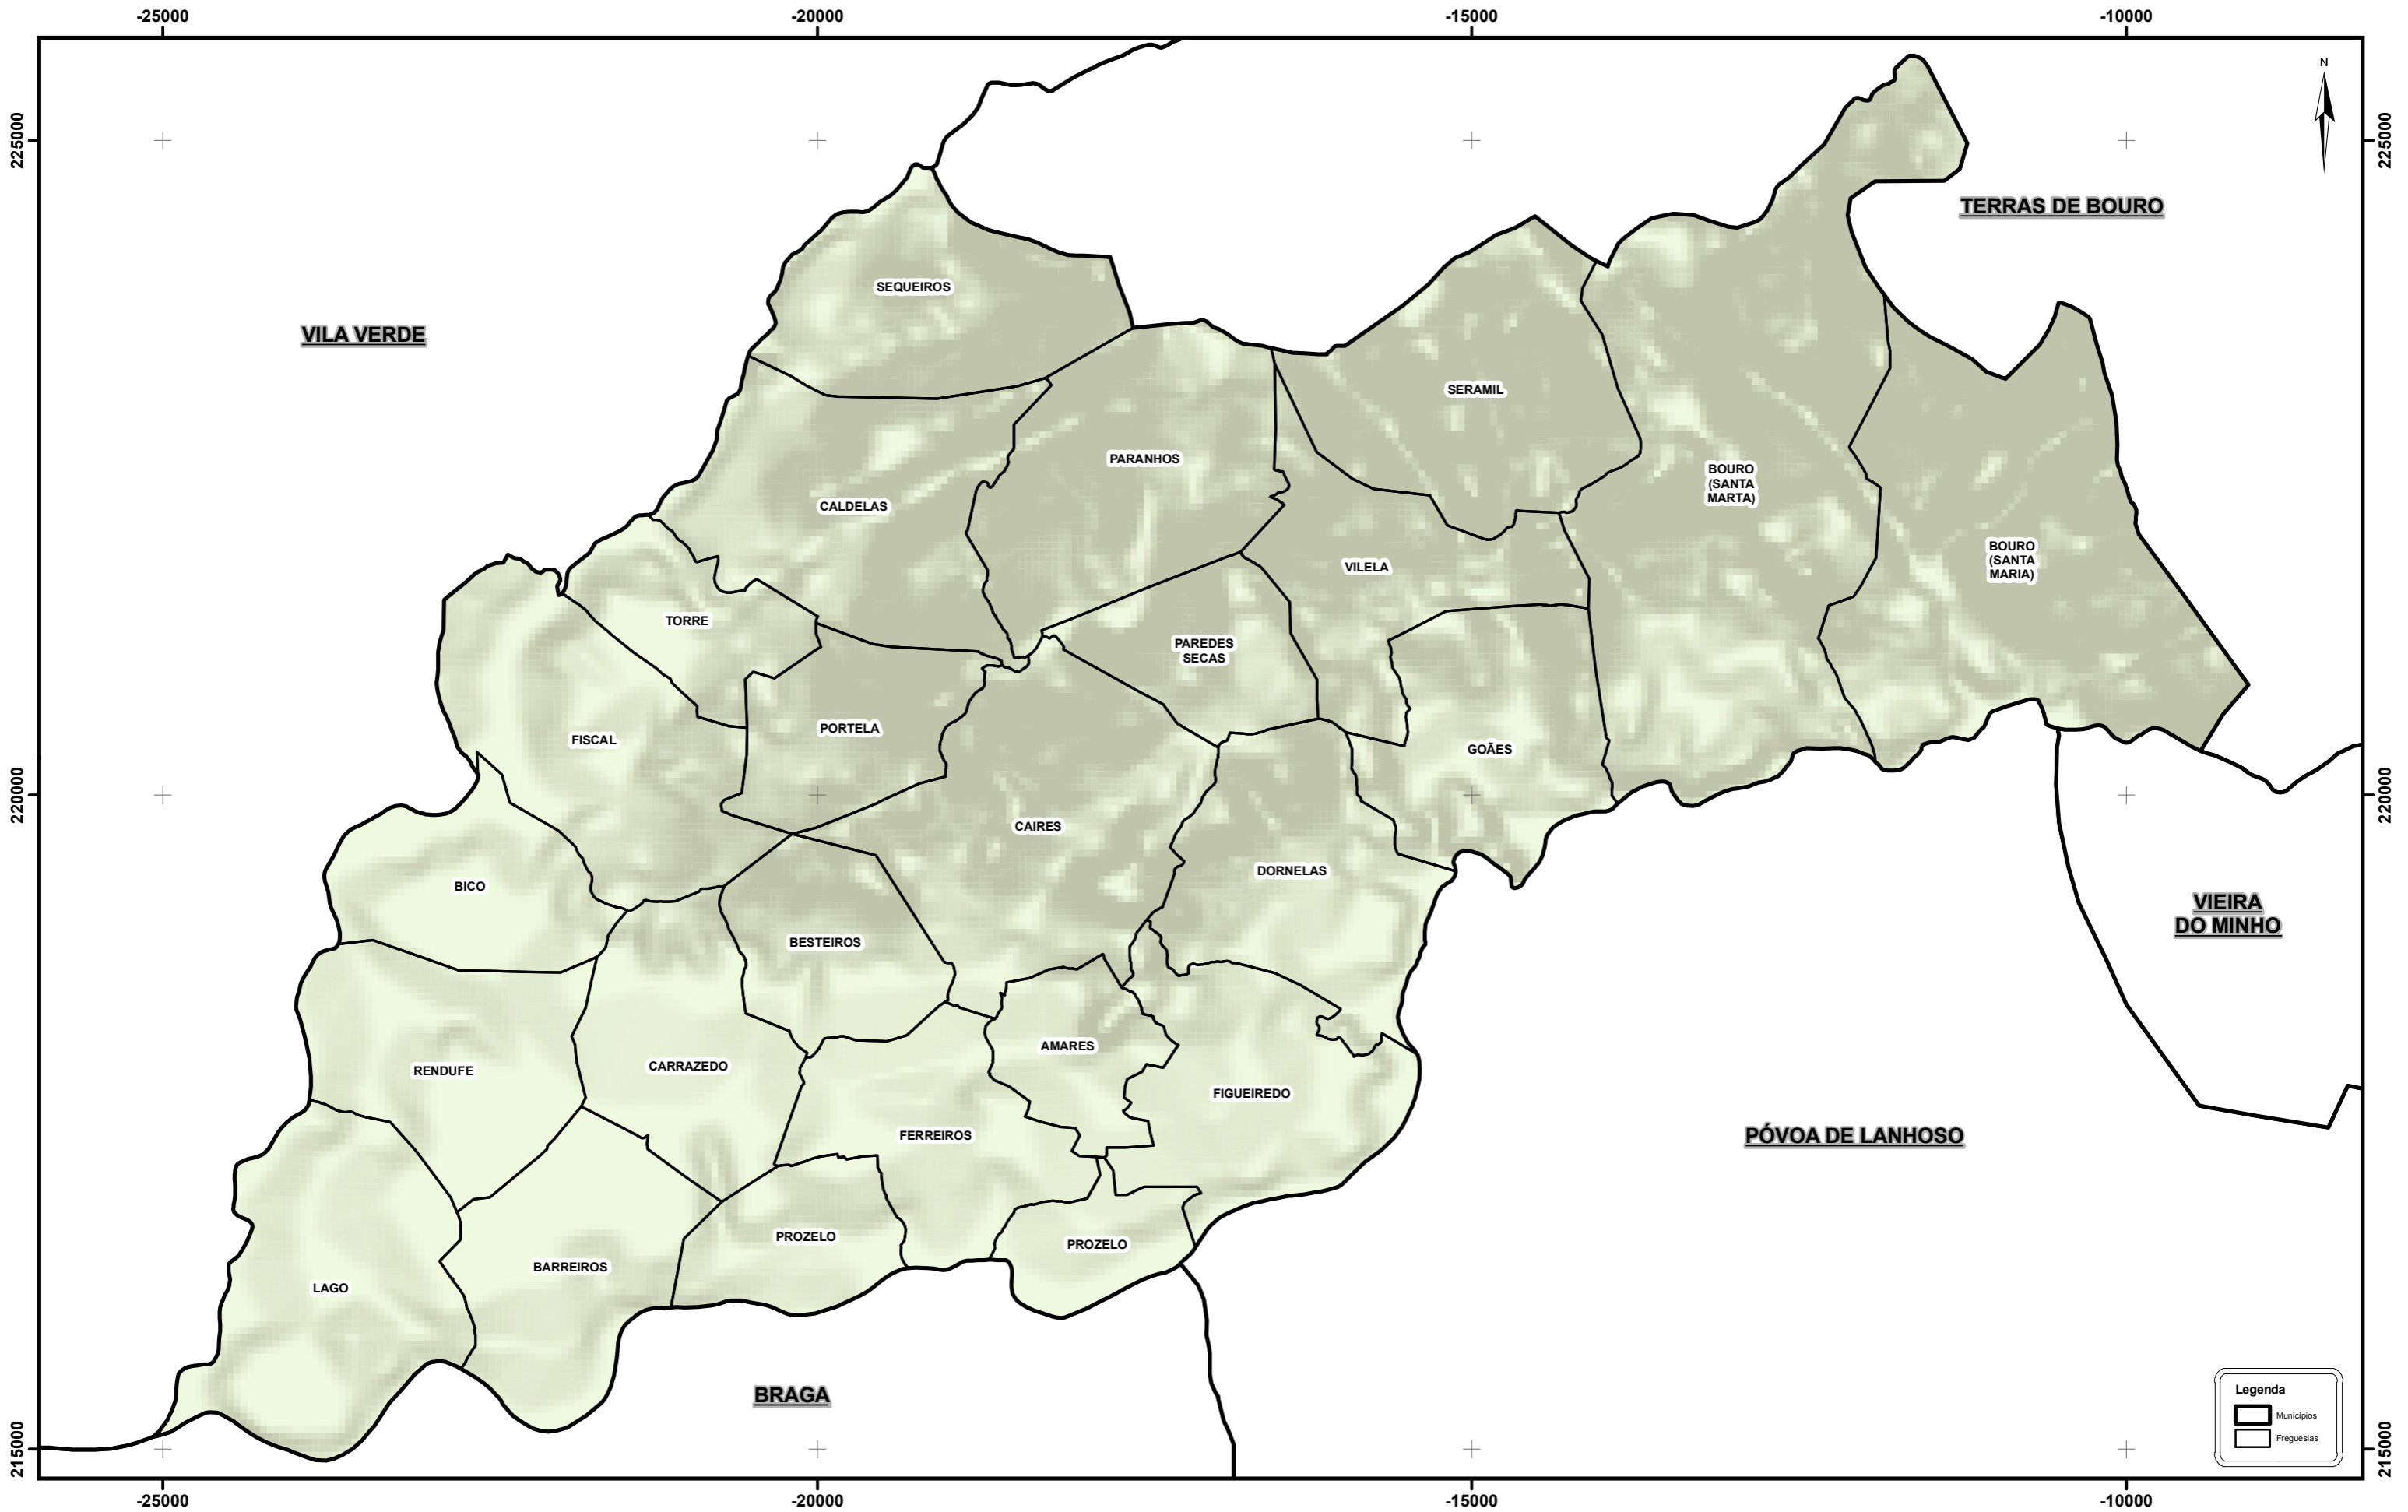 -25000
-20000
-15000
-10000
N
225000
225000
TERRAS DE BOURO
SEQUEIROS
VILA VERDE
SERAMIL
PARANHOS
BOURO
(SANTA
MARTA)
CALDELAS
BOURO
(SANTA
MARIA)
VILELA
TORRE
PAREDES
SECAS
PORTELA
FISCAL
GOÃES
220000
220000
CAIRES
DORNELAS
BICO
VIEIRA
DO MINHO
BESTEIROS
AMARES
CARRAZEDO
RENDUFE
FIGUEIREDO
FERREIROS
PÓVOA DE LANHOSO
PROZELO
PROZELO
BARREIROS
LAGO
BRAGA
Legenda
Municípios
Freguesias
215000
215000
-25000
-20000
-15000
-10000